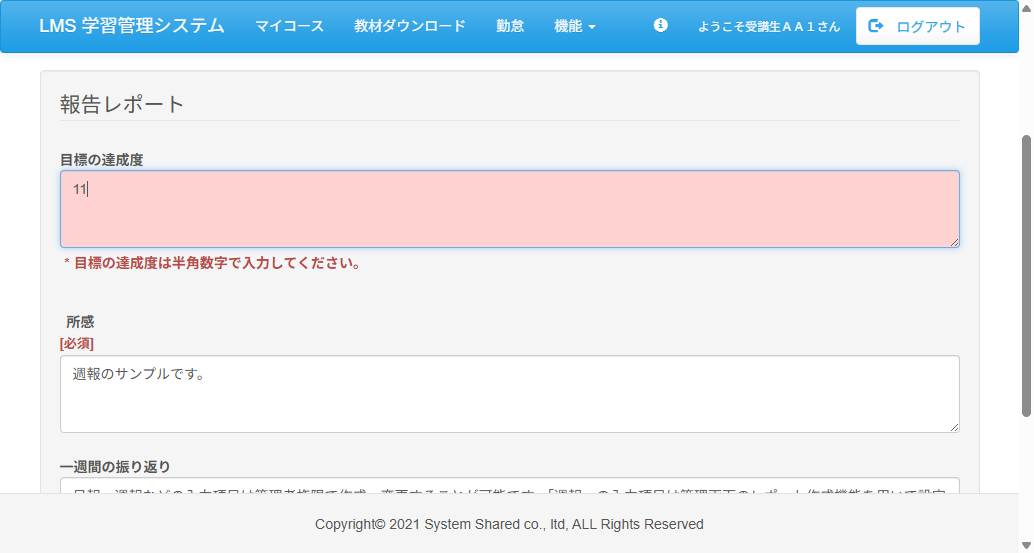 LMS 学習管理システム マイコース 教材ダウンロード 勤怠 機能 ようこそ受講生ＡＡ１さん ログアウト
報告レポート
目標の達成度
11
* 目標の達成度は半角数字で入力してください。
所感
[必須]
週報のサンプルです。
一週間の振り返り
Copyright© 2021 System Shared co., ltd, ALL Rights Reserved